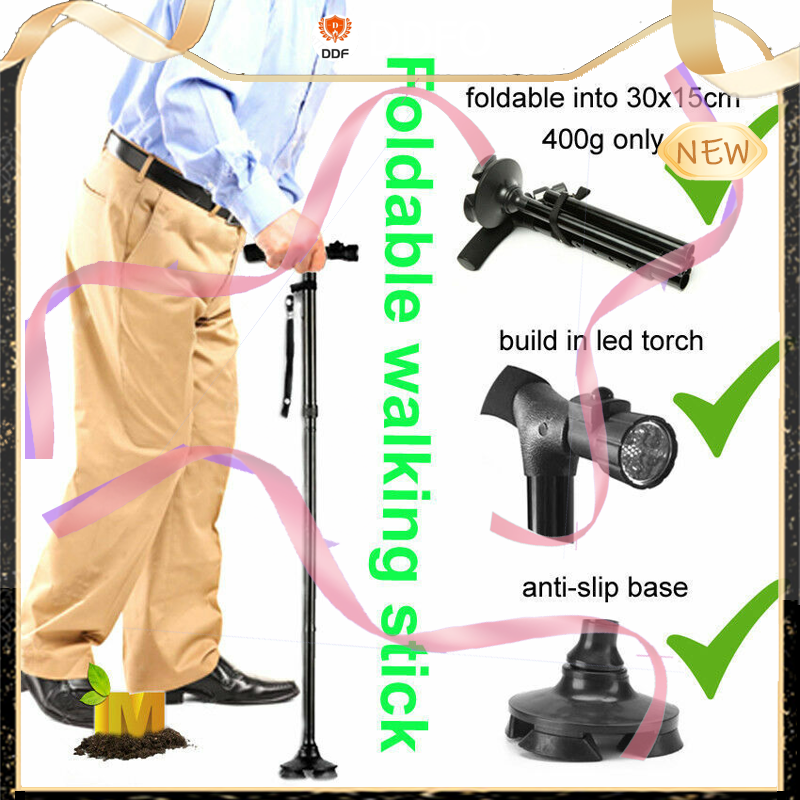 DDF
Foldable walking stick
foldable into 30x15cm
400g only
NEW
build in led torch
anti-slip base
M